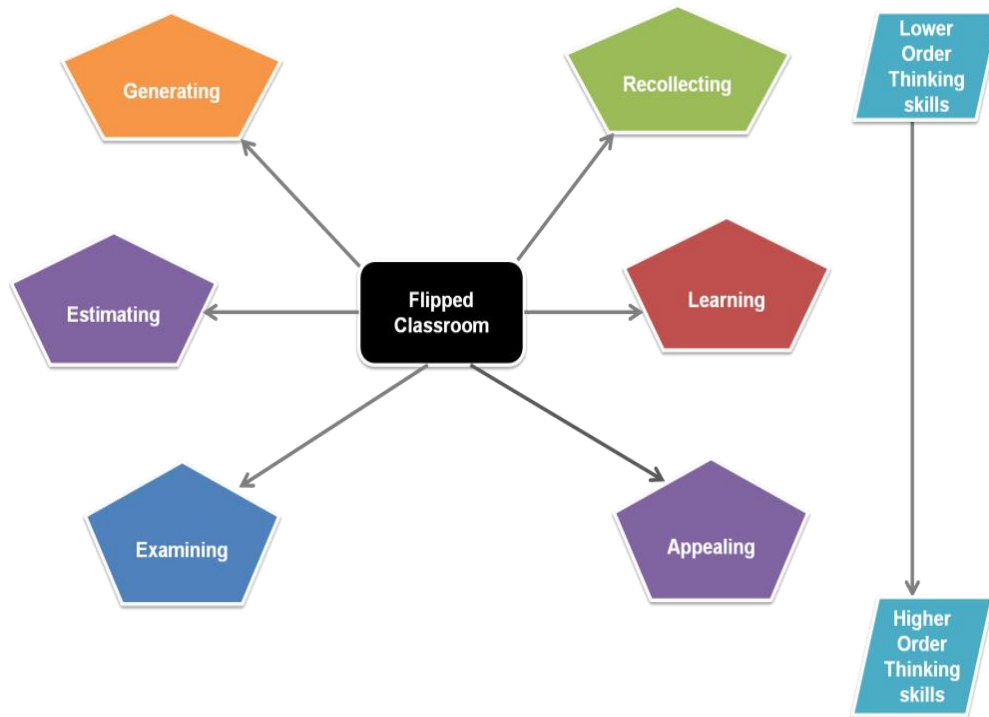 Generating
Recollecting
Lower
Order
Thinking
skills
Estimating
Flipped
Classroom
Learning
Examining
Appealing
Higher
Order
Thinking
skills